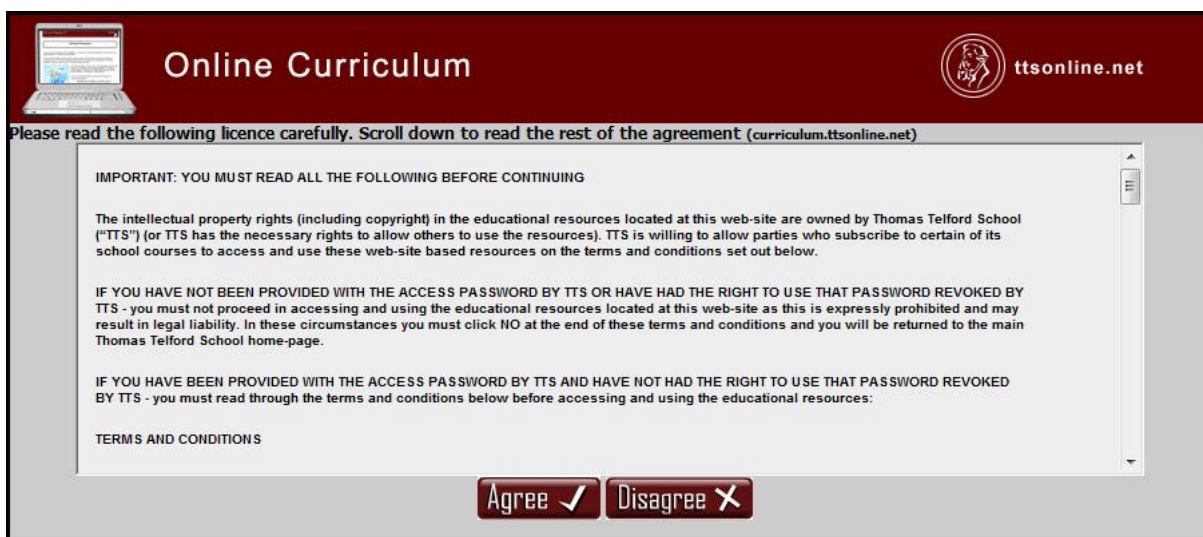 Online Curriculum
ttsonline.net
Please read the following licence carefully. Scroll down to read the rest of the agreement (curriculum.ttsonline.net)
IMPORTANT: YOU MUST READ ALL THE FOLLOWING BEFORE CONTINUING
The intellectual property rights (including copyright) in the educational resources located at this web-site are owned by Thomas Telford School
("TTS") (or TTS has the necessary rights to allow others to use the resources). TTS is willing to allow parties who subscribe to certain of its
school courses to access and use these web-site based resources on the terms and conditions set out below.
IF YOU HAVE NOT BEEN PROVIDED WITH THE ACCESS PASSWORD BY TTS OR HAVE HAD THE RIGHT TO USE THAT PASSWORD REVOKED BY
TTS - you must not proceed in accessing and using the educational resources located at this web-site as this is expressly prohibited and may
result in legal liability. In these circumstances you must click NO at the end of these terms and conditions and you will be returned to the main
Thomas Telford School home-page.
IF YOU HAVE BEEN PROVIDED WITH THE ACCESS PASSWORD BY TTS AND HAVE NOT HAD THE RIGHT TO USE THAT PASSWORD REVOKED
BY TTS - you must read through the terms and conditions below before accessing and using the educational resources:
TERMS AND CONDITIONS
Agree
Disagree